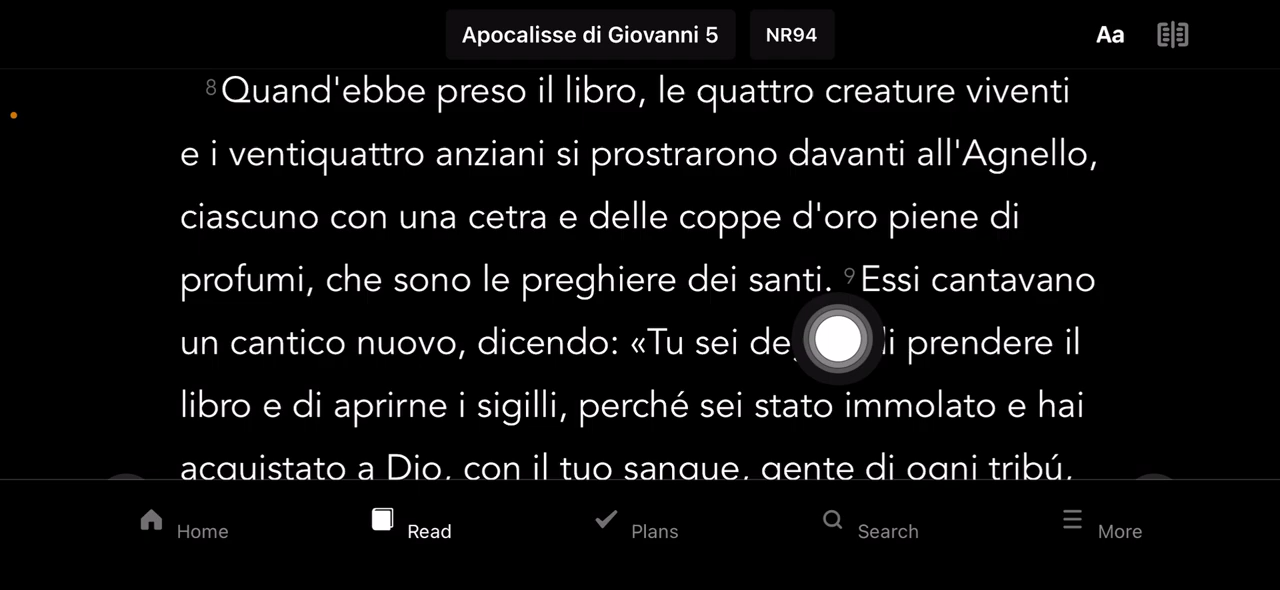 Apocalisse di Giovanni 5 NR94 Aa
8 Quand'ebbe preso il libro, le quattro creature viventi
e i ventiquattro anziani si prostrarono davanti all'Agnello,
ciascuno con una cetra e delle coppe d'oro piene di
profumi, che sono le preghiere dei santi. 9 Essi cantavano
un cantico nuovo, dicendo: «Tu sei prendere il
libro e di aprirne i sigilli, perché sei stato immolato e hai
acquistato a Dio, con il tuo sangue, gente di ogni tribú,
Home Read Plans Search More